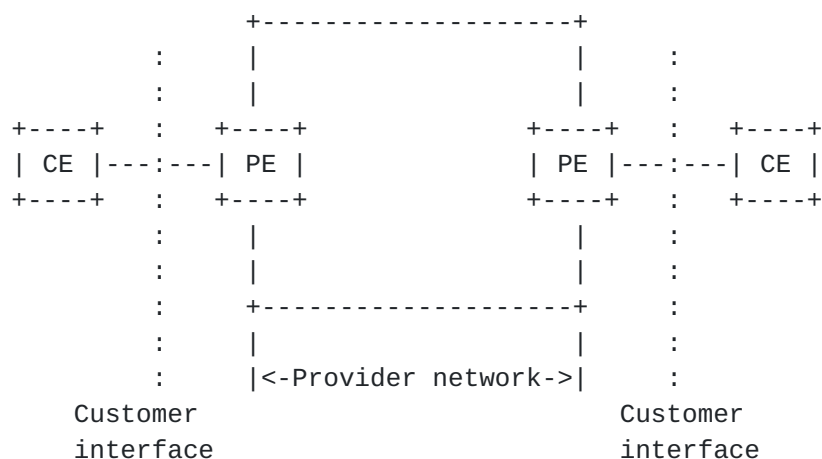 CE PE PE CE
<-Provider network->
Customer Customer
interface interface